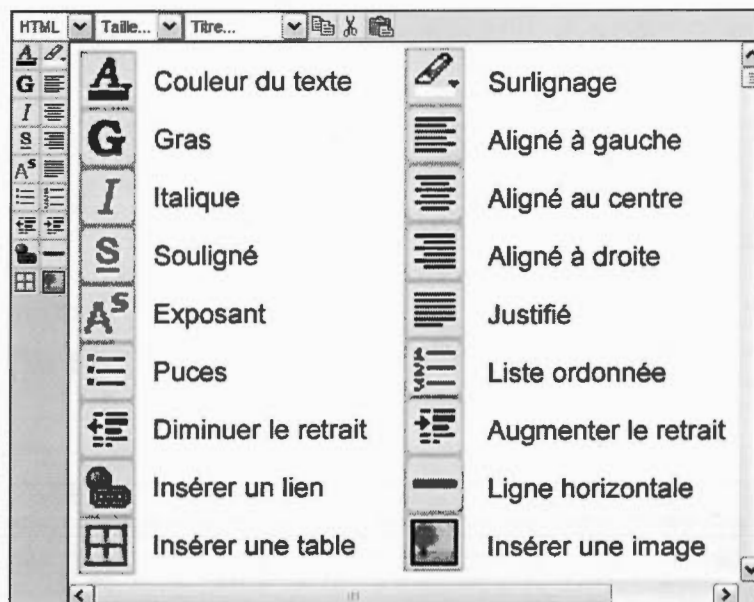 HTML Taille... Titre...
Couleur du texte Surlignage
G Gras Aligné à gauche
I Italique Aligné au centre
S Souligné Aligné à droite
As Exposant Justifié
Puces Liste ordonnée
Diminuer le retrait Augmenter le retrait
Insérer un lien Ligne horizontale
Insérer une table Insérer une image